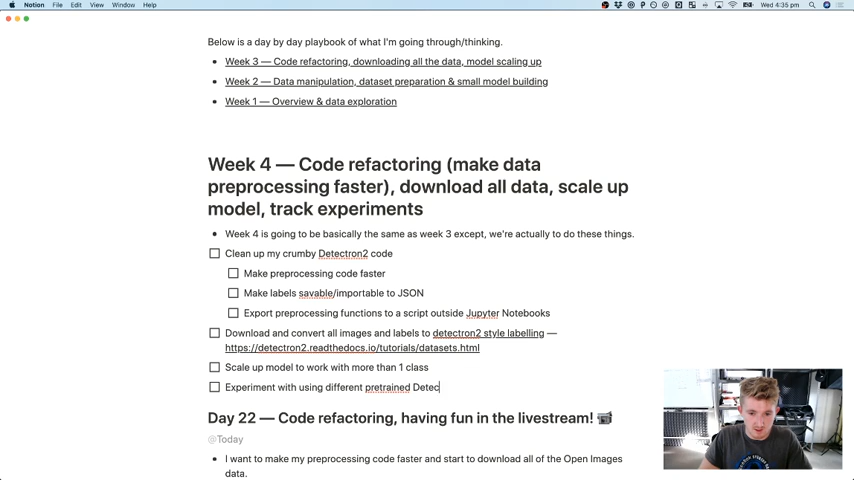 Notion File Edit View Window Help
Wed 4:35 pm
Below is a day by day playbook of what I'm going through/thinking.
• Week 3 — Code refactoring, downloading all the data, model scaling up
• Week 2 — Data manipulation, dataset preparation & small model building
• Week 1 — Overview & data exploration
Week 4 — Code refactoring (make data
preprocessing faster), download all data, scale up
model, track experiments
• Week 4 is going to be basically the same as week 3 except, we're actually to do these things.
Clean up my crumby Detectron2 code
Make preprocessing code faster
Make labels savable/importable to JSON
Export preprocessing functions to a script outside Jupyter Notebooks
Download and convert all images and labels to detectron2 style labelling —
https://detectron2.readthedocs.io/tutorials/datasets.html
Scale up model to work with more than 1 class
Experiment with using different pretrained Detec
Day 22 — Code refactoring, having fun in the livestream! 📹
@Today
• I want to make my preprocessing code faster and start to download all of the Open Images
data.